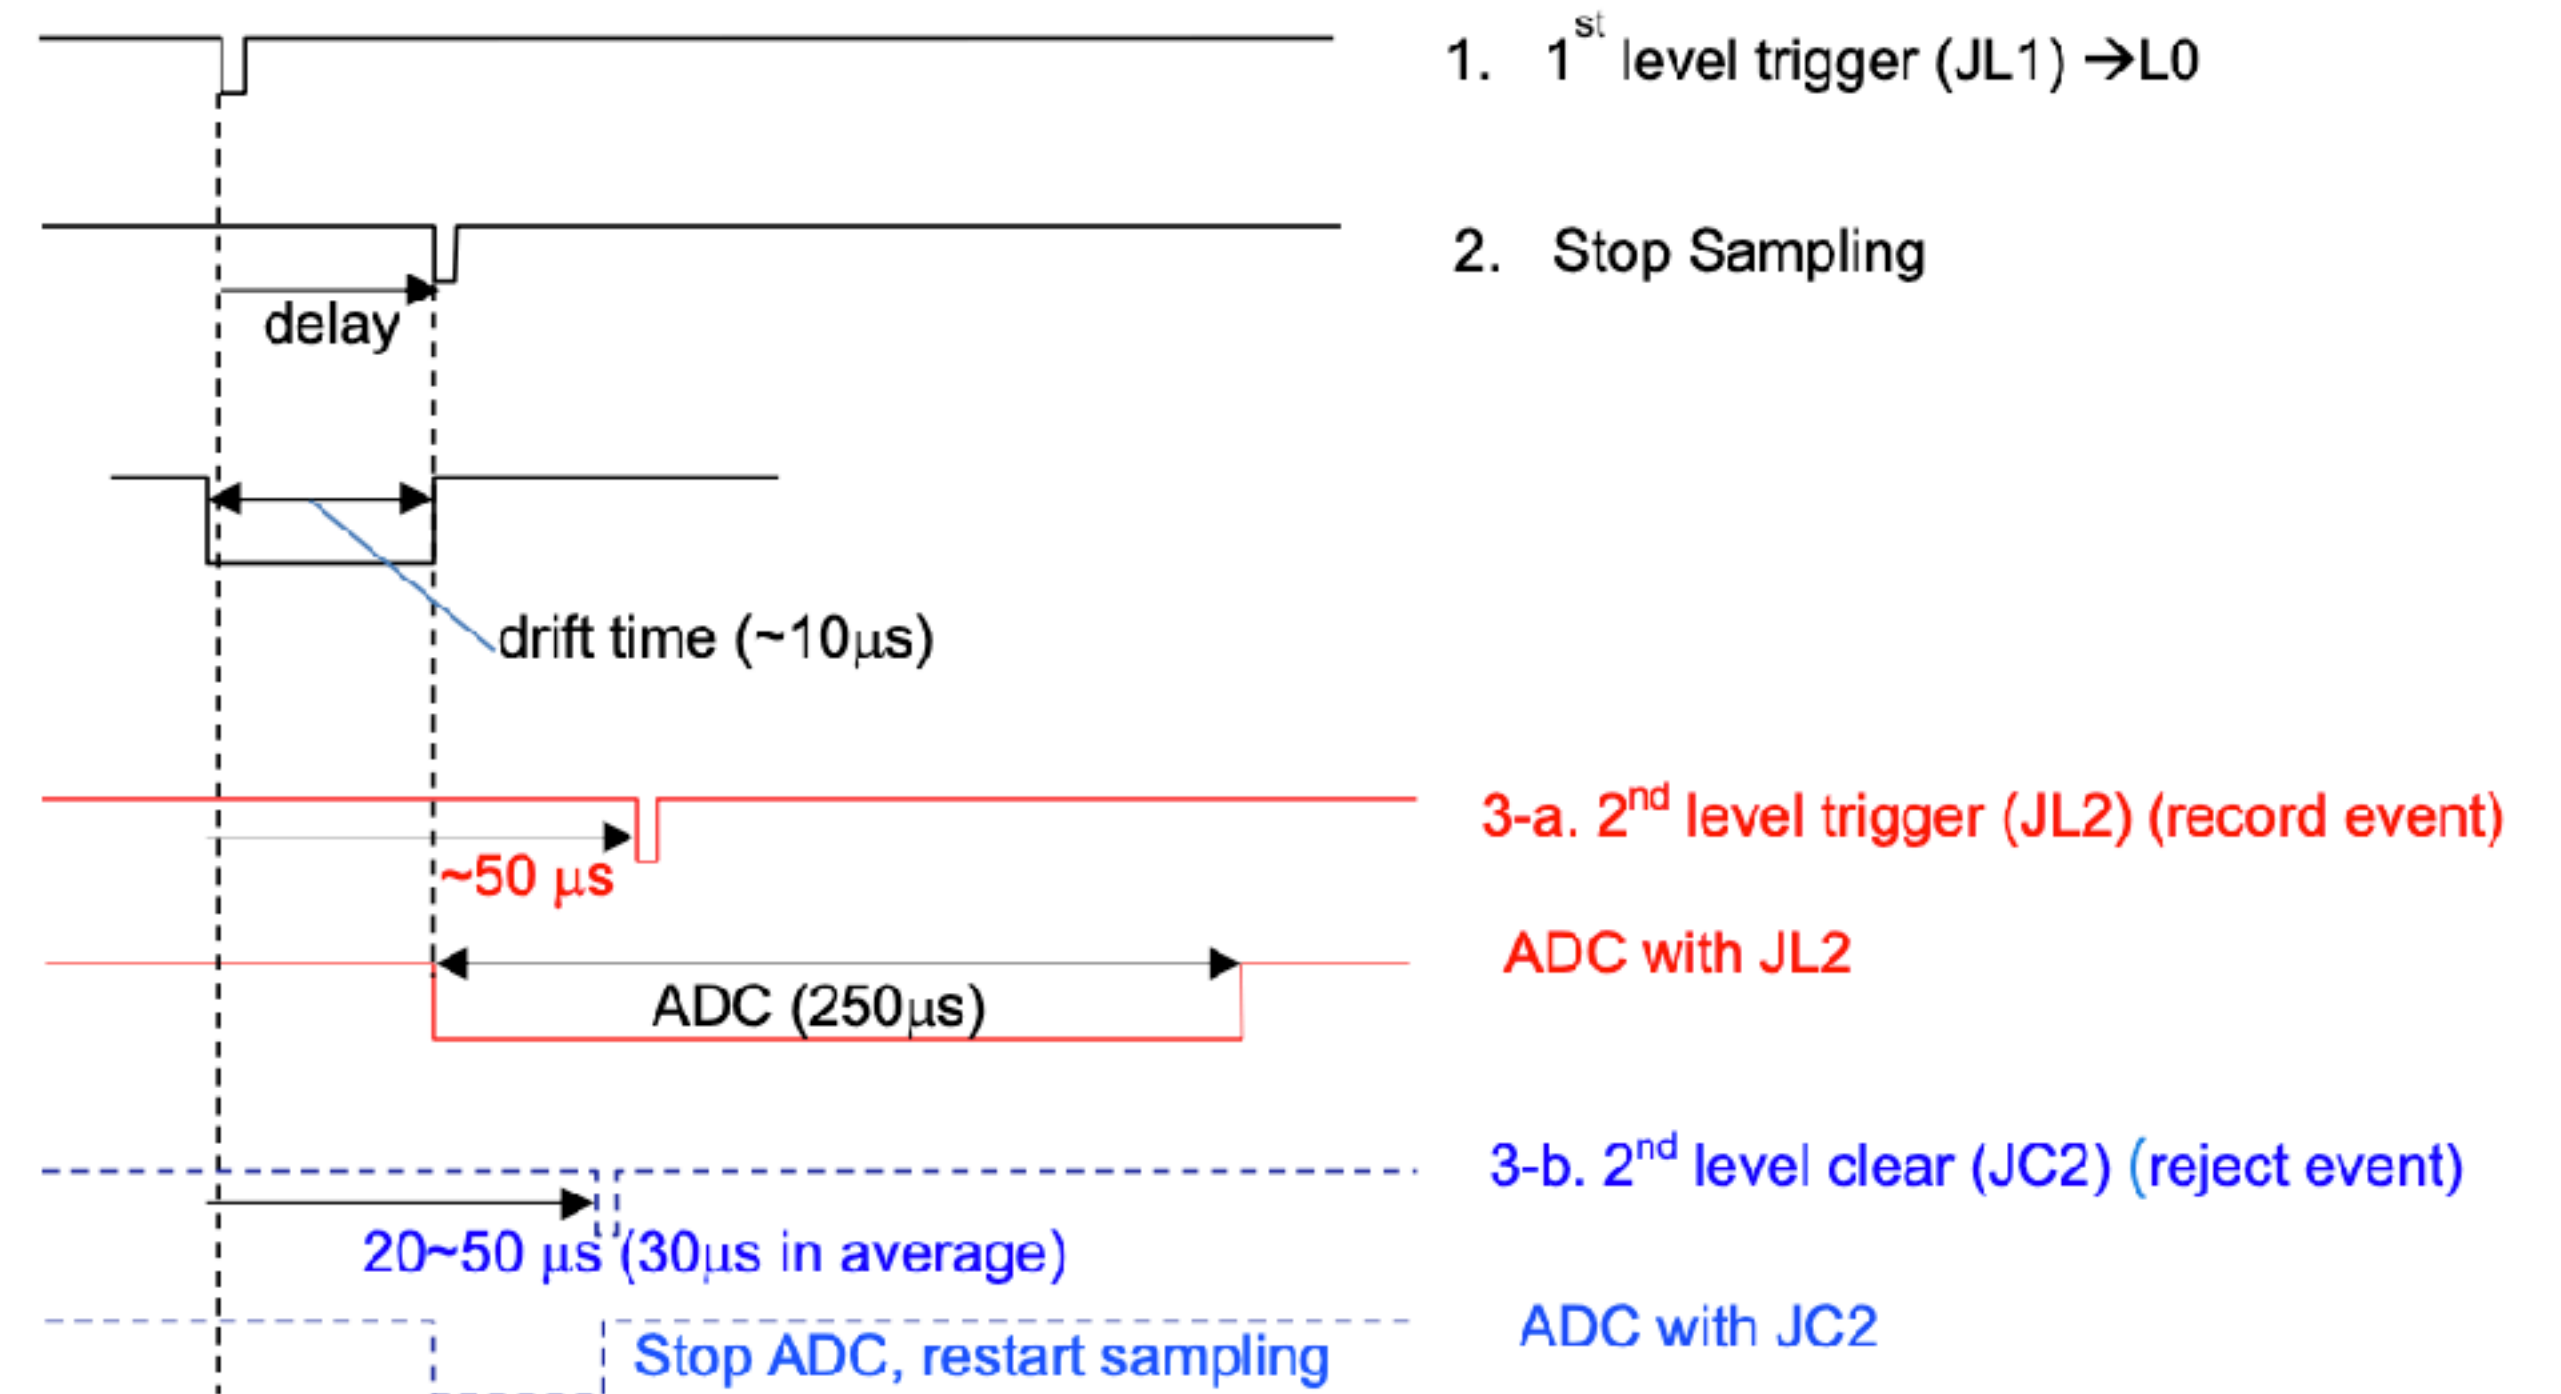 1. 1st level trigger (JL1) →L0
2. Stop Sampling
delay
drift time (~10μs)
3-a. 2nd level trigger (JL2) (record event)
~50 μs
ADC with JL2
ADC (250μs)
3-b. 2nd level clear (JC2) (reject event)
20~50 μs (30μs in average)
ADC with JC2
Stop ADC, restart sampling